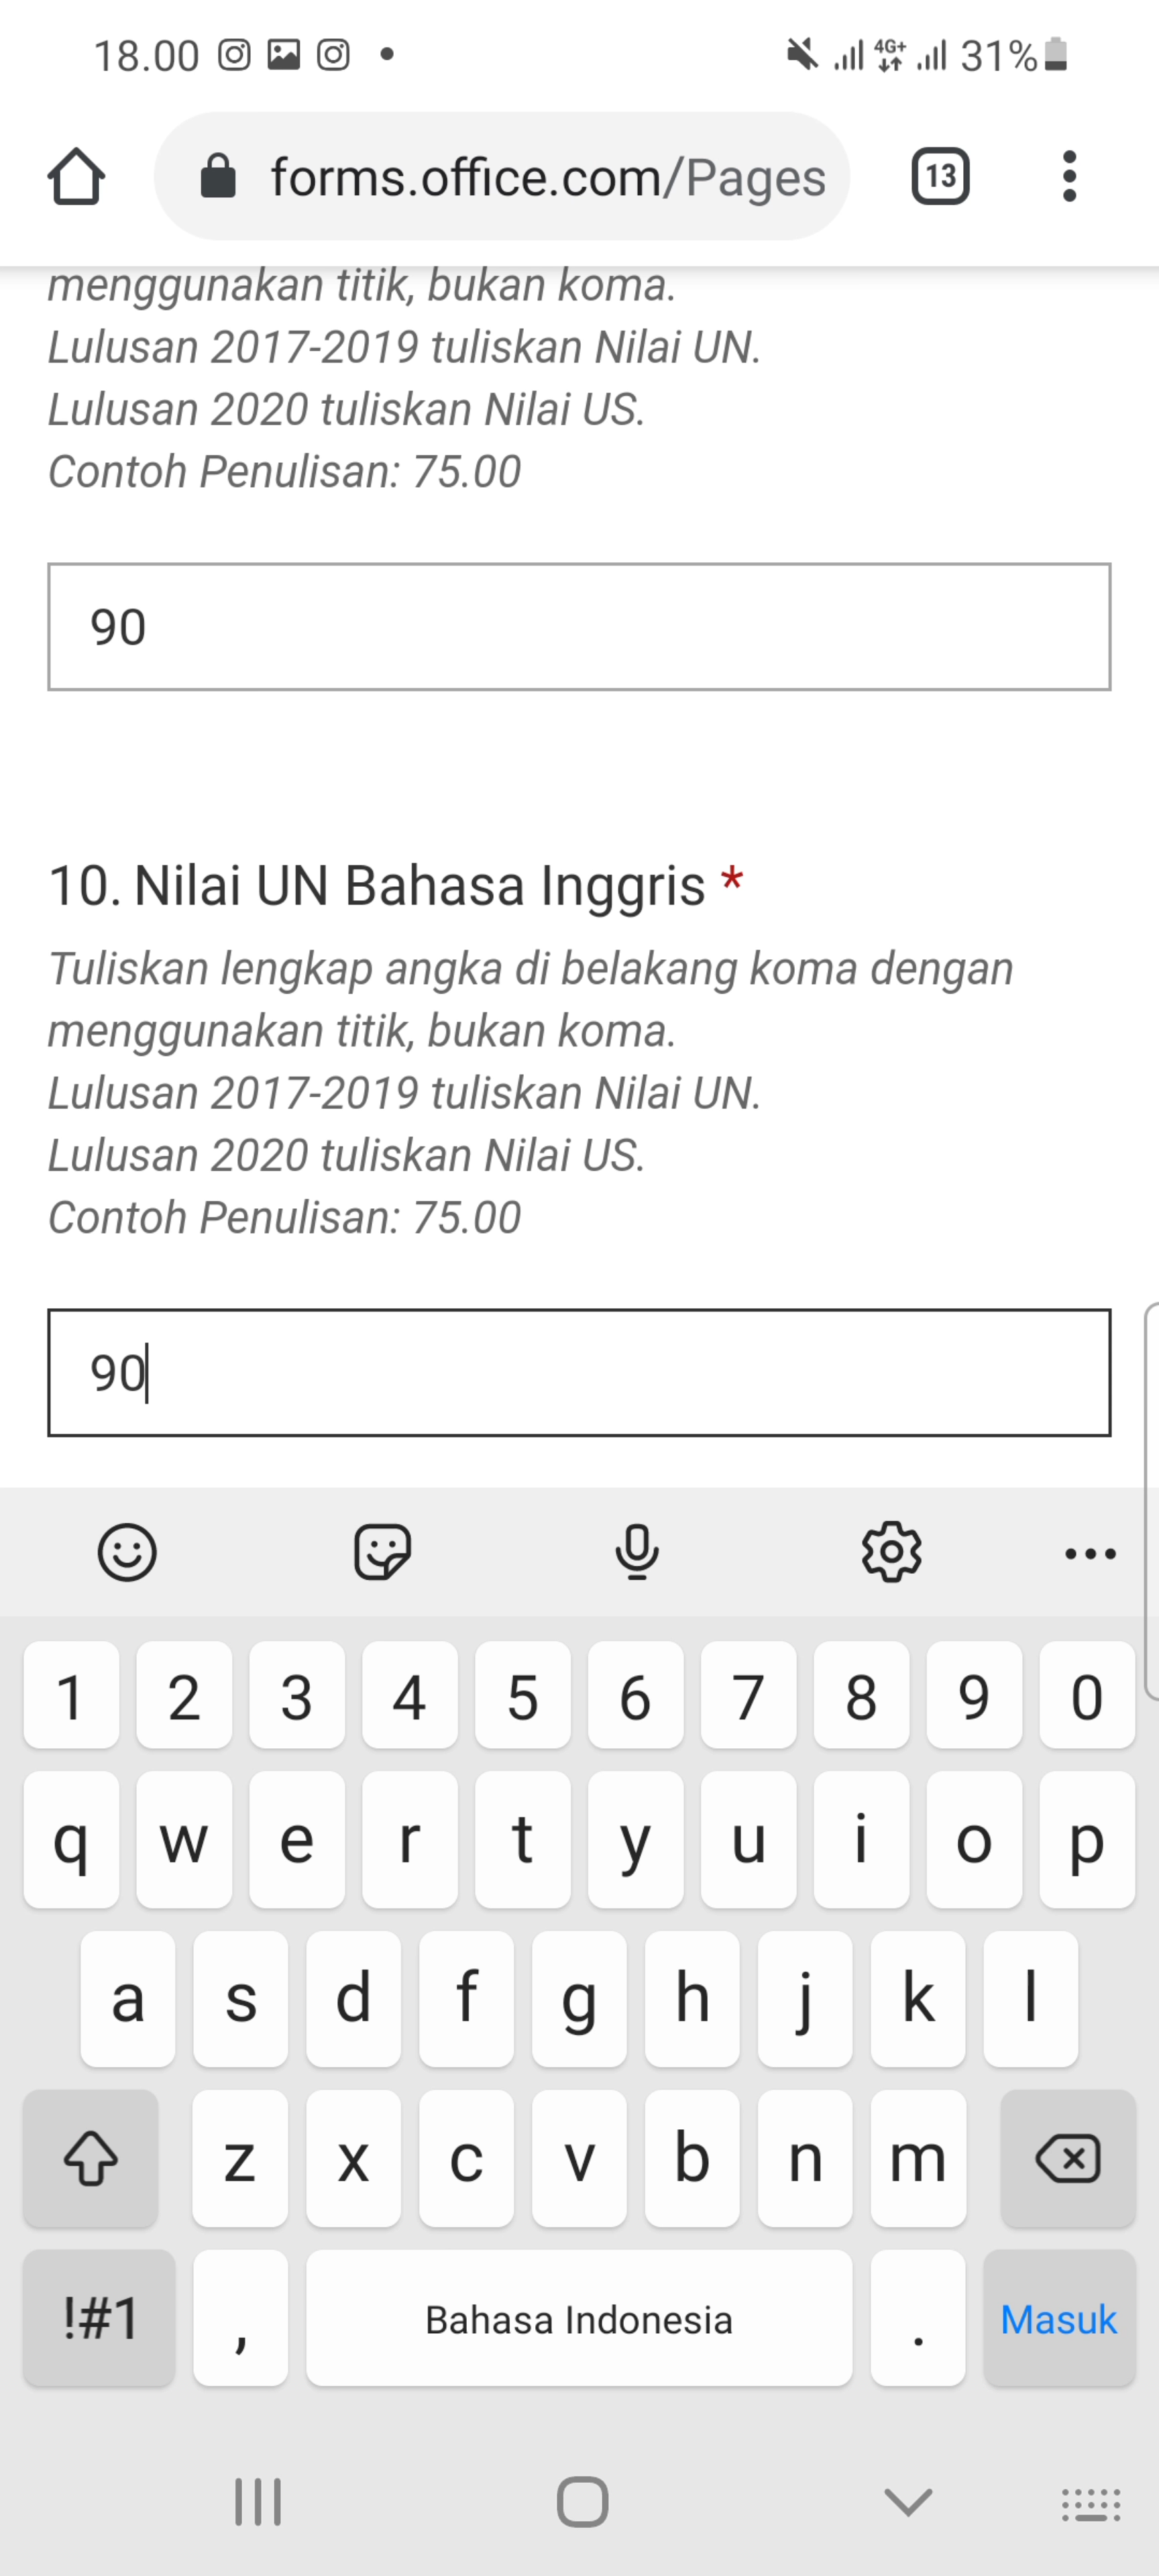 18.00 4G+ 31%
forms.office.com/Pages 13
menggunakan titik, bukan koma.
Lulusan 2017-2019 tuliskan Nilai UN.
Lulusan 2020 tuliskan Nilai US.
Contoh Penulisan: 75.00
90
10. Nilai UN Bahasa Inggris *
Tuliskan lengkap angka di belakang koma dengan
menggunakan titik, bukan koma.
Lulusan 2017-2019 tuliskan Nilai UN.
Lulusan 2020 tuliskan Nilai US.
Contoh Penulisan: 75.00
90
1 2 3 4 5 6 7 8 9 0
q w e r t y u i o p
a s d f g h j k l
z x c v b n m
!#1 , Bahasa Indonesia . Masuk